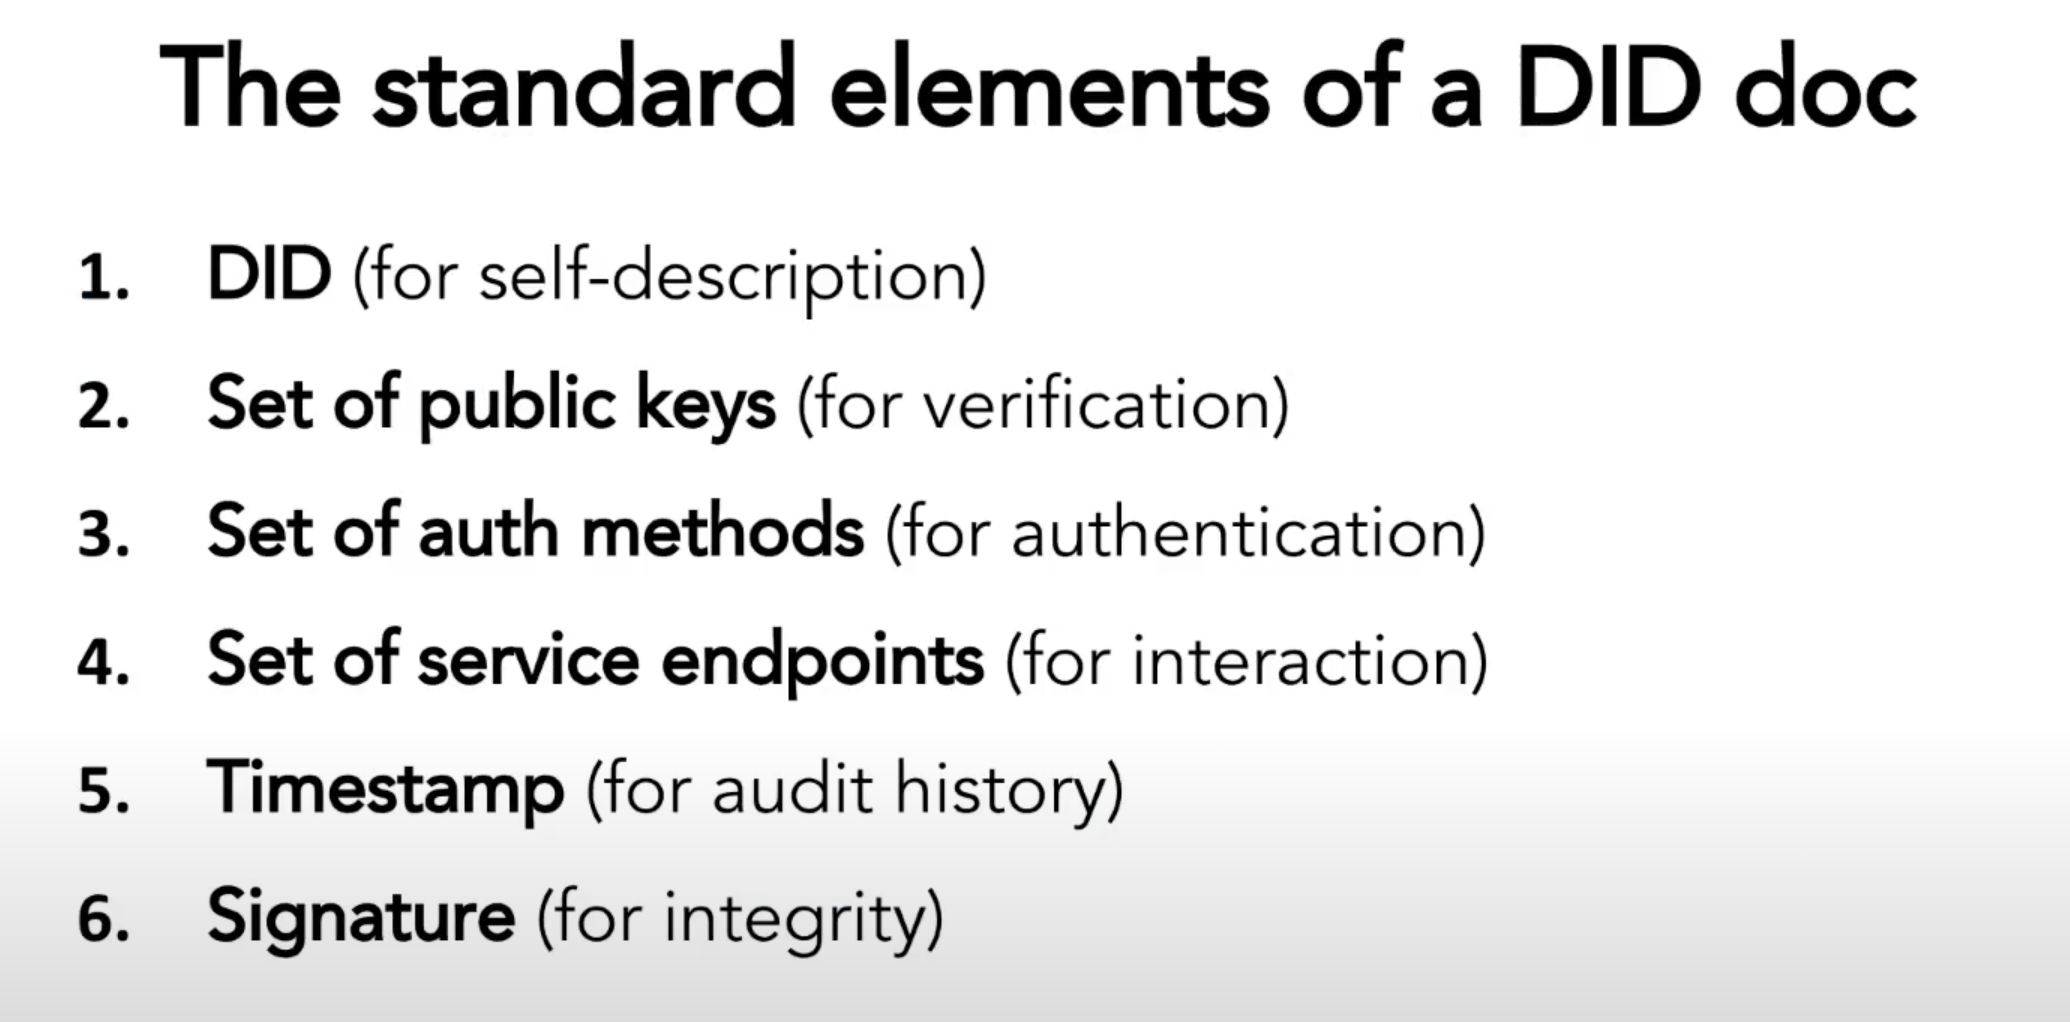 The standard elements of a DID doc
1. DID (for self-description)
2. Set of public keys (for verification)
3. Set of auth methods (for authentication)
4. Set of service endpoints (for interaction)
5. Timestamp (for audit history)
6. Signature (for integrity)